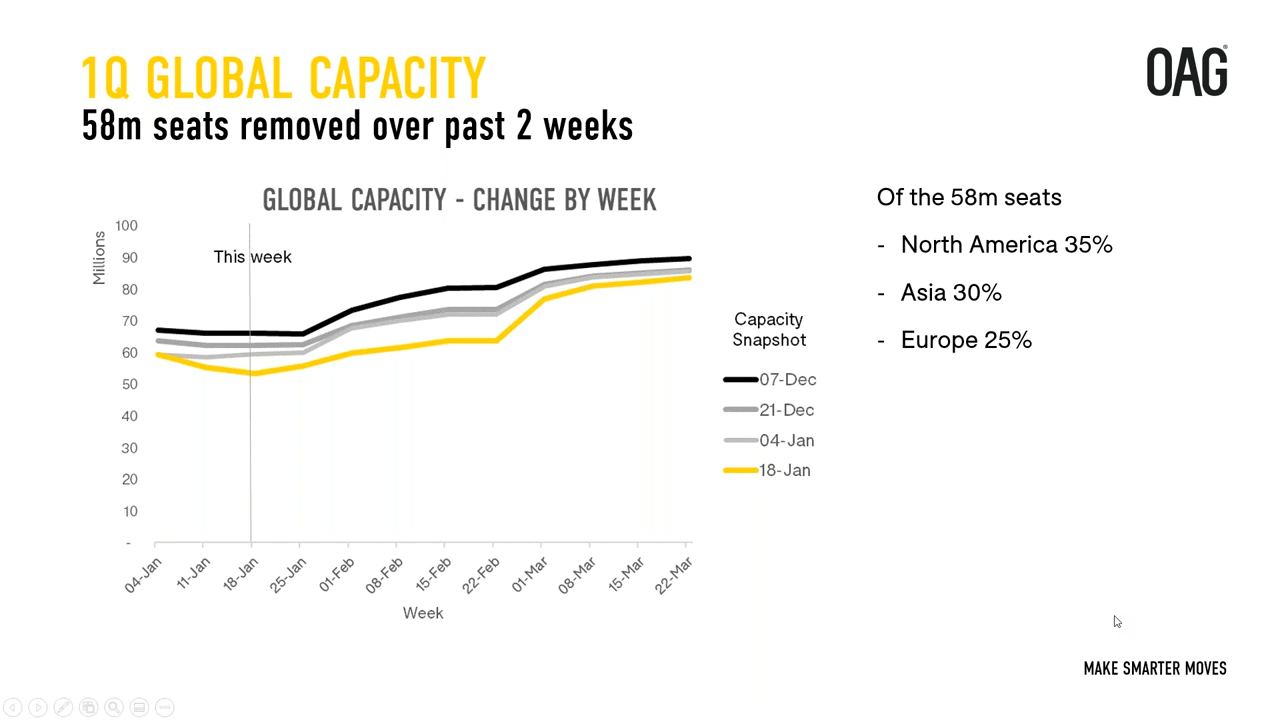 1Q GLOBAL CAPACITY
58m seats removed over past 2 weeks
OAG®
GLOBAL CAPACITY - CHANGE BY WEEK
Millions
100
90
80
70
60
50
40
30
20
10
-
This week
04-Jan
11-Jan
18-Jan
25-Jan
01-Feb
08-Feb
15-Feb
22-Feb
01-Mar
08-Mar
15-Mar
22-Mar
Week
Capacity
Snapshot
07-Dec
21-Dec
04-Jan
18-Jan
Of the 58m seats
- North America 35%
- Asia 30%
- Europe 25%
MAKE SMARTER MOVES